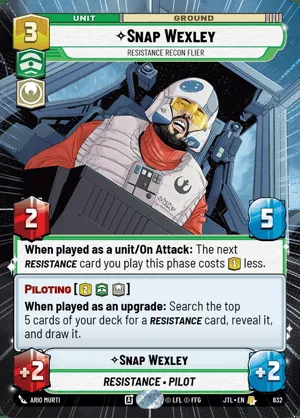 UNIT GROUND
3 Snap Wexley
RESISTANCE RECON FLIER
2 5
When played as a unit/On Attack: The next
RESISTANCE card you play this phase costs 1 less.
PILOTING [2]
When played as an upgrade: Search the top
5 cards of your deck for a RESISTANCE card, reveal it,
and draw it.
+2 Snap Wexley +2
RESISTANCE • PILOT
ARIO MURTI © LFL © FFG JTL • EN 832